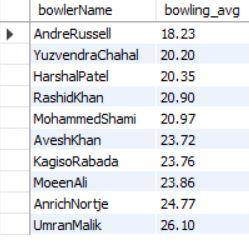 bowlerName bowling_avg
AndreRussell 18.23
YuzvendraChahal 20.20
HarshalPatel 20.35
RashidKhan 20.90
MohammedShami 20.97
AveshKhan 23.72
KagisoRabada 23.76
MoeenAli 23.86
AnrichNortje 24.77
UmranMalik 26.10